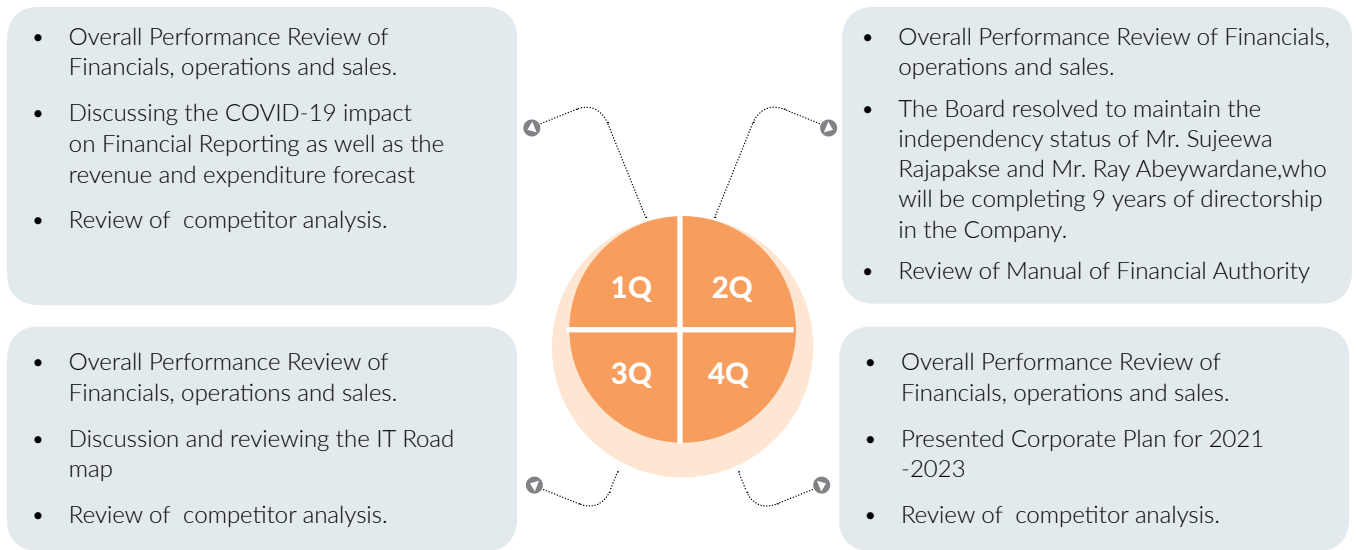 • Overall Performance Review of
Financials, operations and sales.
• Discussing the COVID-19 impact
on Financial Reporting as well as the
revenue and expenditure forecast
• Review of  competitor analysis.
• Overall Performance Review of Financials,
operations and sales.
• The Board resolved to maintain the
independency status of Mr. Sujeewa
Rajapakse and Mr. Ray Abeywardane,who
will be completing 9 years of directorship
in the Company.
• Review of Manual of Financial Authority
1Q
2Q
3Q
4Q
• Overall Performance Review of
Financials, operations and sales.
• Discussion and reviewing the IT Road
map
• Review of  competitor analysis.
• Overall Performance Review of
Financials, operations and sales.
• Presented Corporate Plan for 2021
-2023
• Review of  competitor analysis.